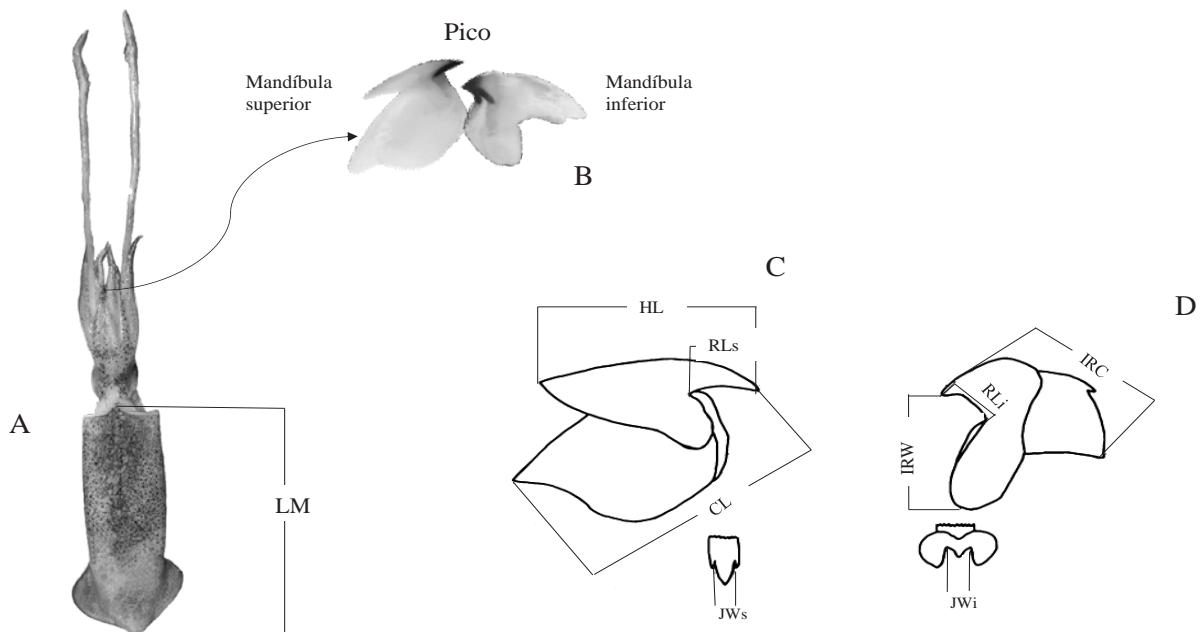 Pico
Mandíbula
superior
Mandíbula
inferior
B
A
LM
C
HL
RLs
CL
JWs
D
IRC
RLi
IRW
JWi